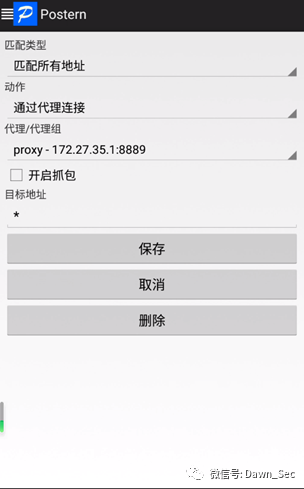 Postern
匹配类型
匹配所有地址
动作
通过代理连接
代理/代理组
proxy - 172.27.35.1:8889
开启抓包
目标地址
*
保存
取消
删除
微信号: Dawn_Sec